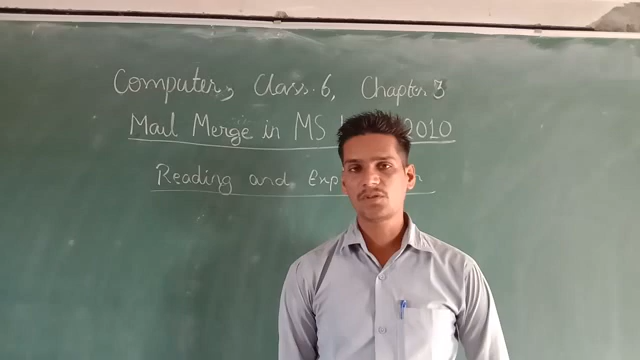 Computer, Class.6, Chapter.3
Mail Merge in MS 2010
Reading and